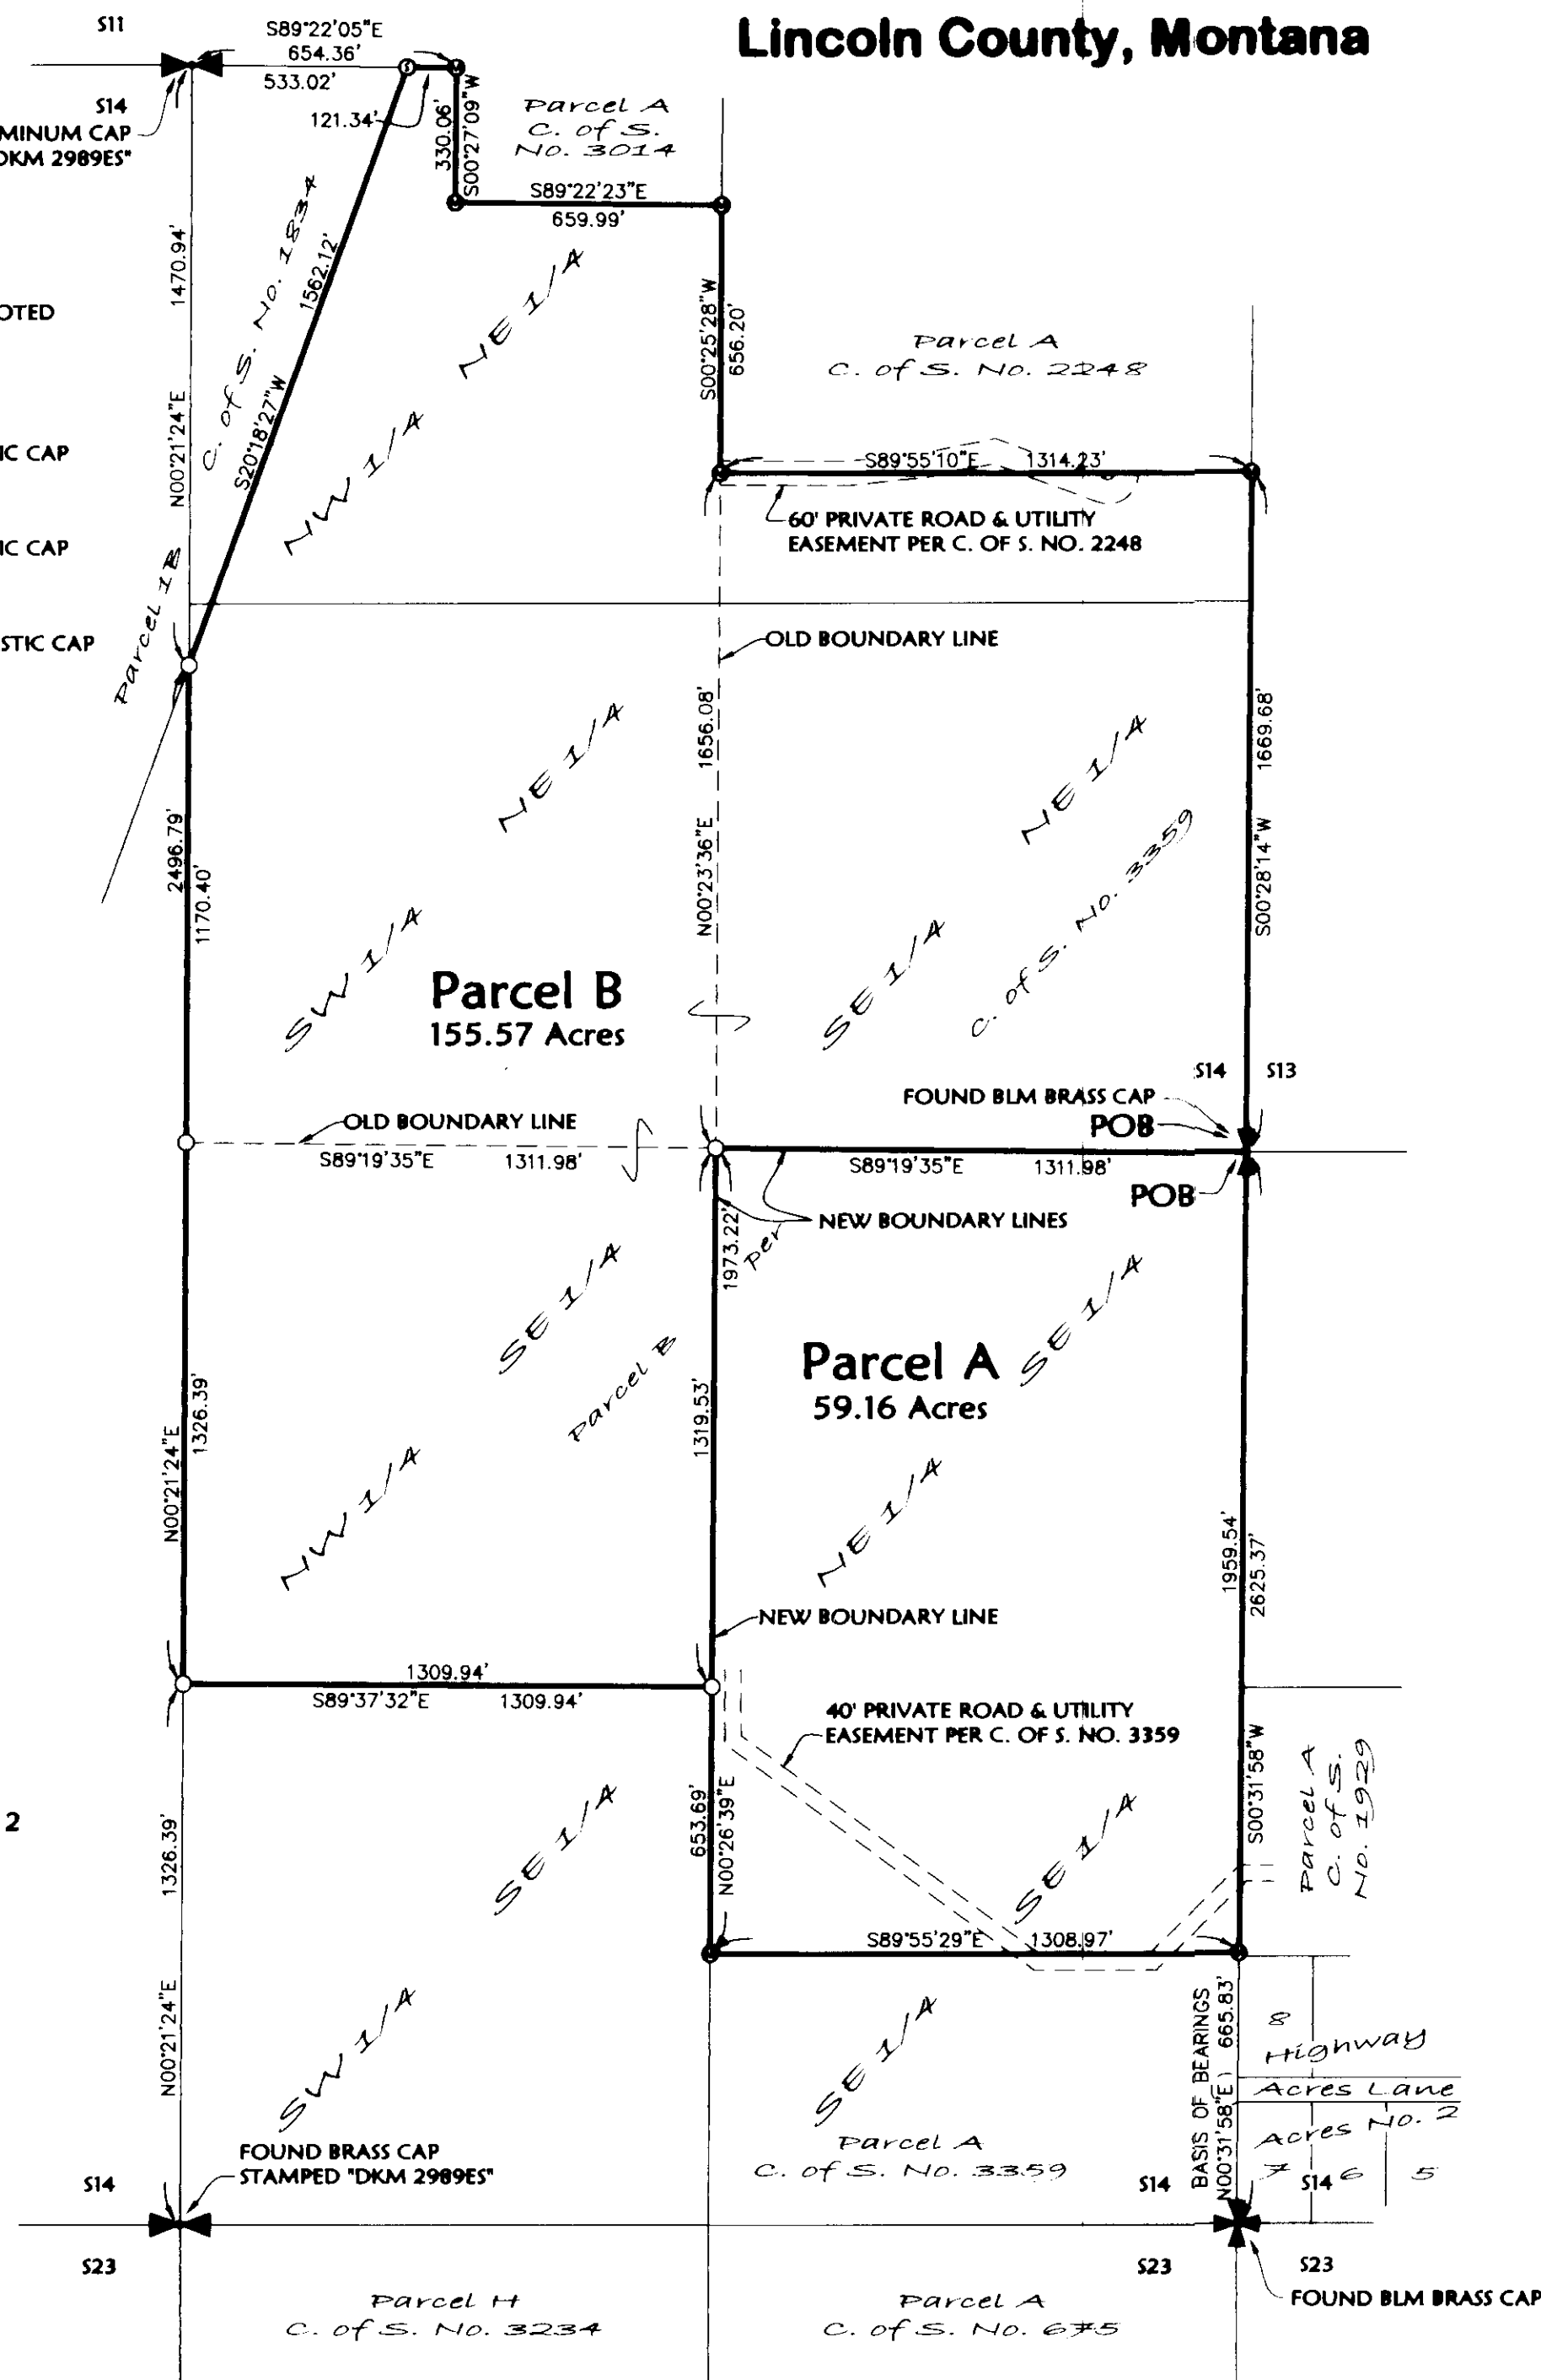 Lincoln County, Montana
S11
S89°22'05"E
654.36'
533.02'
S14
MINUM CAP
DKM 2989ES"
121.34'
330.06'
S00°27'09"W
Parcel A
C. of S.
No. 3014
S89°22'23"E
659.99'
1470.94'
N00°21'24"E
C. of S. No. 1834
1562.12'
S20°18'27"W
OTED
NE 1/4
NW 1/4
S00°25'28"W
656.20'
Parcel A
C. of S. No. 2248
S89°55'10"E
1314.23'
IC CAP
60' PRIVATE ROAD & UTILITY
EASEMENT PER C. OF S. NO. 2248
IC CAP
Parcel 1B
STIC CAP
OLD BOUNDARY LINE
NE 1/4
SW 1/4
1656.08'
N00°23'36"E
NE 1/4
SE 1/4
C. of S. No. 3359
1669.68'
S00°28'14"W
2496.79'
1170.40'
Parcel B
155.57 Acres
S14
S13
FOUND BLM BRASS CAP
POB
OLD BOUNDARY LINE
S89°19'35"E
1311.98'
S89°19'35"E
1311.98'
POB
NEW BOUNDARY LINES
1973.22'
per
SE 1/4
SE 1/4
Parcel B
Parcel A
59.16 Acres
N00°21'24"E
1326.39'
1319.53'
NW 1/4
NE 1/4
1959.54'
2625.37'
NEW BOUNDARY LINE
1309.94'
S89°37'32"E
1309.94'
40' PRIVATE ROAD & UTILITY
EASEMENT PER C. OF S. NO. 3359
S00°31'58"W
Parcel A
C. of S.
No. 1929
2
1326.39'
SE 1/4
653.69'
N00°26'39"E
SE 1/4
S89°55'29"E
1308.97'
N00°21'24"E
SW 1/4
SE 1/4
BASIS OF BEARINGS
N00°31'58"E
665.83'
8
Highway
Acres Lane
Acres No. 2
7
S14
6
5
FOUND BRASS CAP
STAMPED "DKM 2989ES"
Parcel A
C. of S. No. 3359
S14
S14
S23
S23
S23
FOUND BLM BRASS CAP
Parcel H
C. of S. No. 3234
Parcel A
C. of S. No. 675